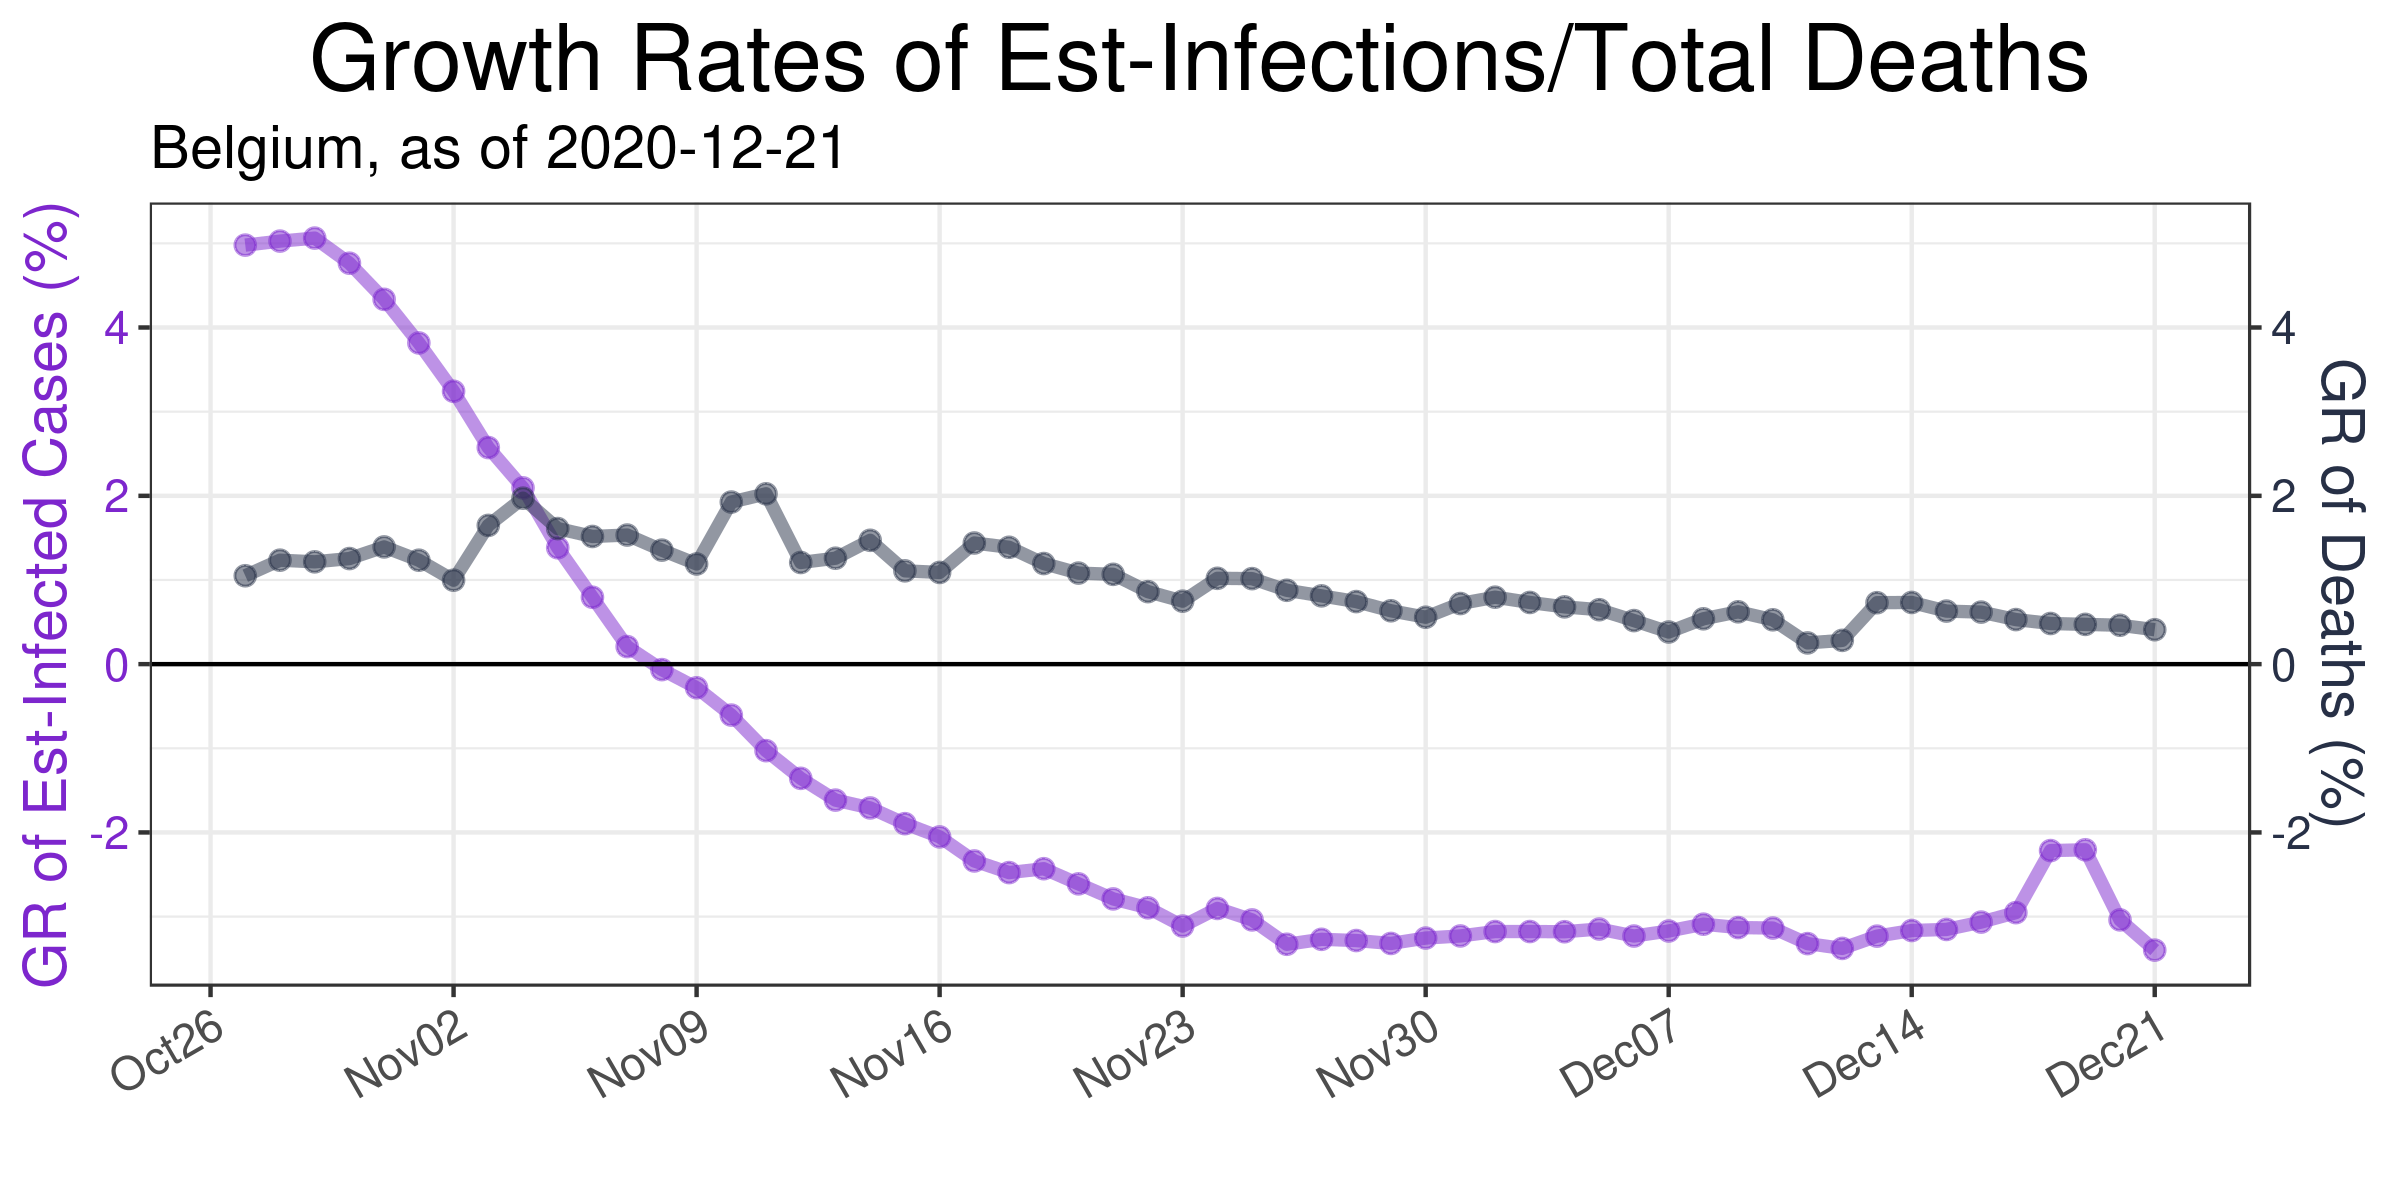 Growth Rates of Est-Infections/Total Deaths
Belgium, as of 2020-12-21
GR of Est-Infected Cases (%)
4
2
0
-2
4
2
0
-2
GR of Deaths (%)
Oct26
Nov02
Nov09
Nov16
Nov23
Nov30
Dec07
Dec14
Dec21